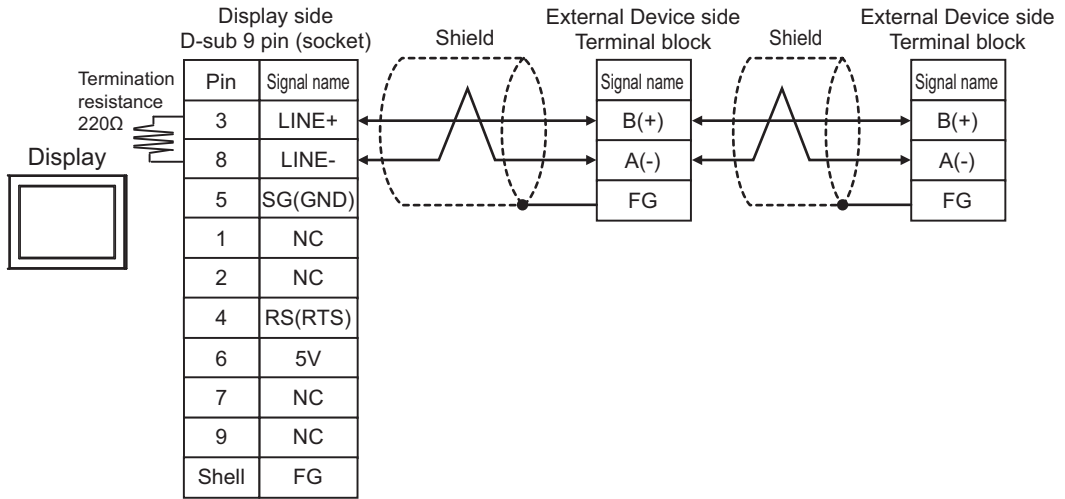 Display side
D-sub 9 pin (socket)
Shield
External Device side
Terminal block
Shield
External Device side
Terminal block
Termination
resistance
220Ω
Display
Pin Signal name
3 LINE+
8 LINE-
5 SG(GND)
1 NC
2 NC
4 RS(RTS)
6 5V
7 NC
9 NC
Shell FG
Signal name
B(+)
A(-)
FG
Signal name
B(+)
A(-)
FG